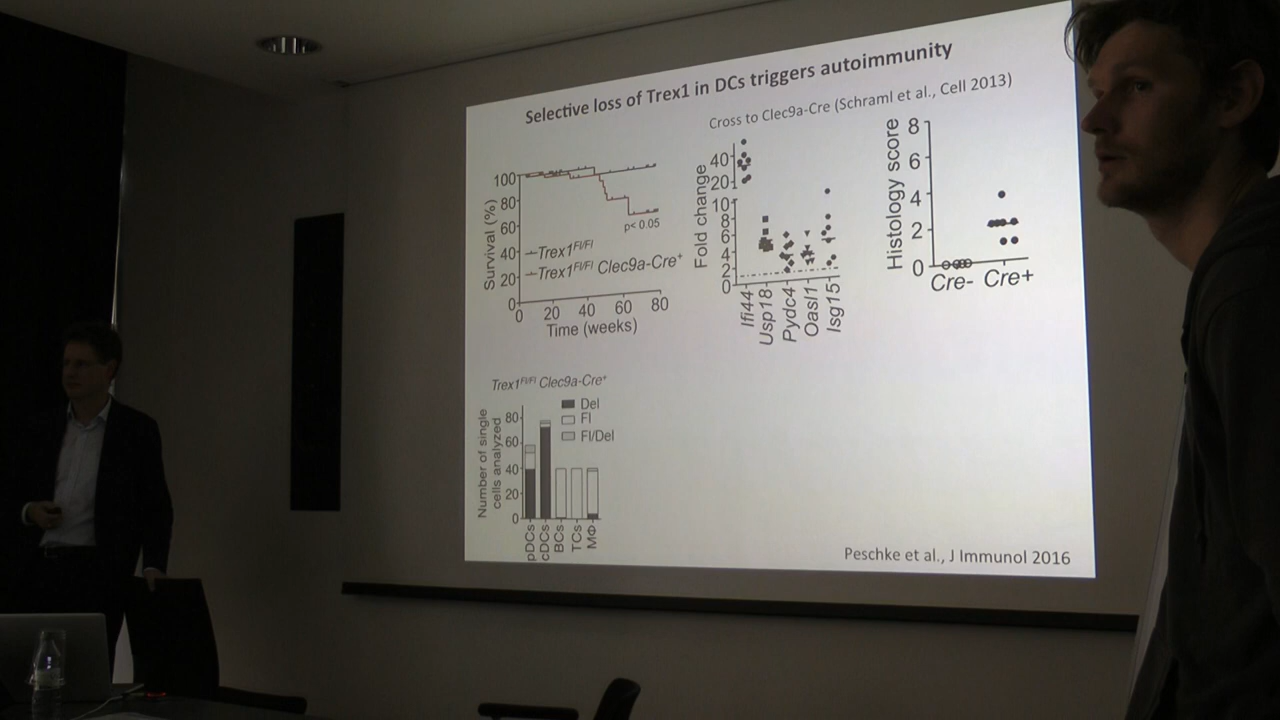 Selective loss of Trex1 in DCs triggers autoimmunity
Cross to Clec9a-Cre (Schraml et al., Cell 2013)
Survival (%)
100
80
60
40
20
0
p< 0.05
Trex1Fl/Fl
Trex1Fl/Fl Clec9a-Cre+
0 20 40 60 80
Time (weeks)
Fold change
40
20
10
8
6
4
2
0
Ifi44
Usp18
Pydc4
Oasl1
Isg15
Histology score
8
6
4
2
0
Cre- Cre+
Trex1Fl/Fl Clec9a-Cre+
Number of single
cells analyzed
80
60
40
20
0
Del
Fl
Fl/Del
pDCs
cDCs
BCs
TCs
MΦ
Peschke et al., J Immunol 2016